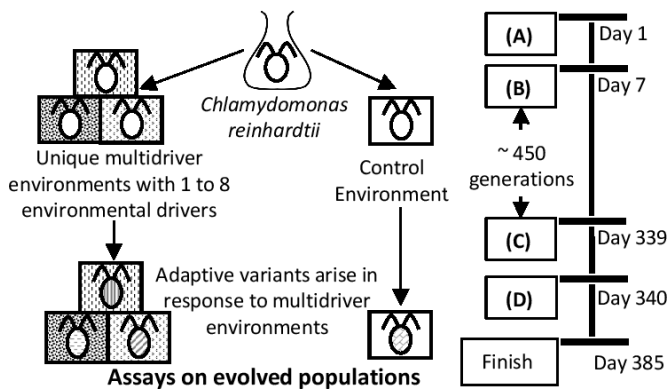 Chlamydomonas
reinhardtii
Unique multidriver
environments with 1 to 8
environmental drivers
Control
Environment
Adaptive variants arise in
response to multidriver
environments
Assays on evolved populations
(A)
Day 1
(B)
Day 7
~ 450
generations
(C)
Day 339
(D)
Day 340
Finish
Day 385